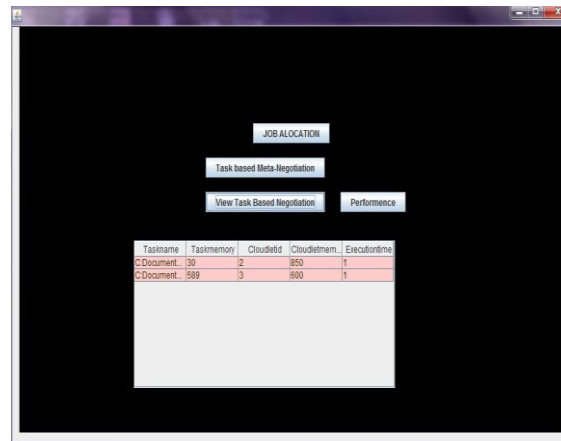 JOB ALOCATION
Task based Meta-Negotiation
View Task Based Negotiation Performence
Taskname Taskmemory Cloudletid Cloudletmem... Executiontime
C:Document... 30 2 850 1
C:Document... 589 3 600 1